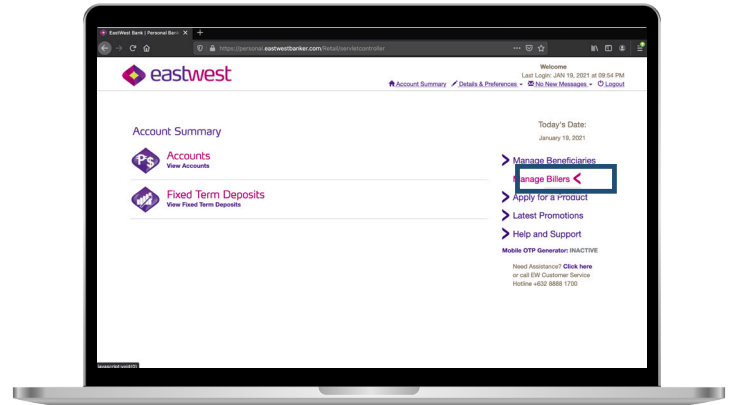 EastWest Bank | Personal Bank
https://personal.eastwestbanker.com/Retail/servletcontroller
eastwest
Welcome
Last Login: JAN 19, 2021 at 09:54 PM
Account Summary Details & Preferences No New Messages Logout
Account Summary
Accounts
View Accounts
Fixed Term Deposits
View Fixed Term Deposits
Today's Date:
January 19, 2021
Manage Beneficiaries
Manage Billers
Apply for a Product
Latest Promotions
Help and Support
Mobile OTP Generator: INACTIVE
Need Assistance? Click here
or call EW Customer Service
Hotline +632 8888 1700